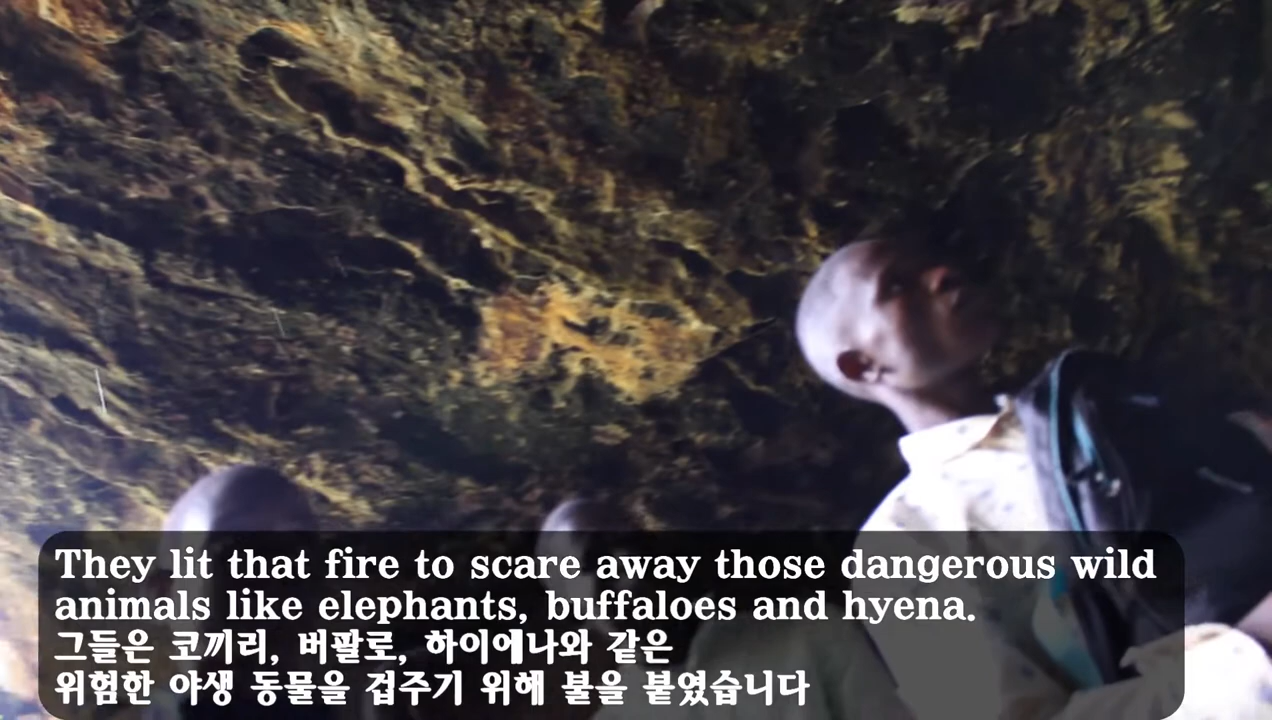 They lit that fire to scare away those dangerous wild
animals like elephants, buffaloes and hyena.
그들은 코끼리, 버팔로, 하이에나와 같은
위험한 야생 동물을 겁주기 위해 불을 붙였습니다